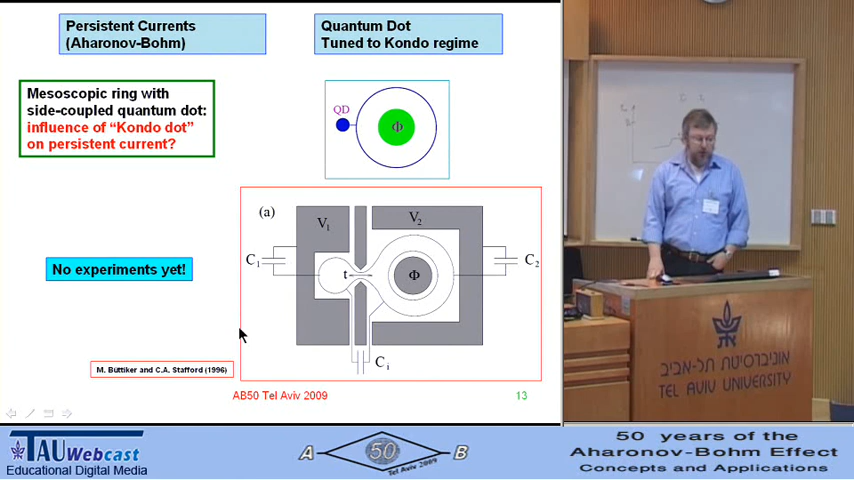 Persistent Currents
(Aharonov-Bohm)
Quantum Dot
Tuned to Kondo regime
Mesoscopic ring with
side-coupled quantum dot:
influence of “Kondo dot”
on persistent current?
QD
Φ
(a)
V1
V2
C1
t
Φ
C2
Ci
No experiments yet!
M. Büttiker and C.A. Stafford (1996)
AB50 Tel Aviv 2009
13
אוניברסיטת תל-אביב
TEL AVIV UNIVERSITY
TAU Webcast
Educational Digital Media
A 50 B
Tel Aviv 2009
50 years of the
Aharonov-Bohm Effect
Concepts and Applications